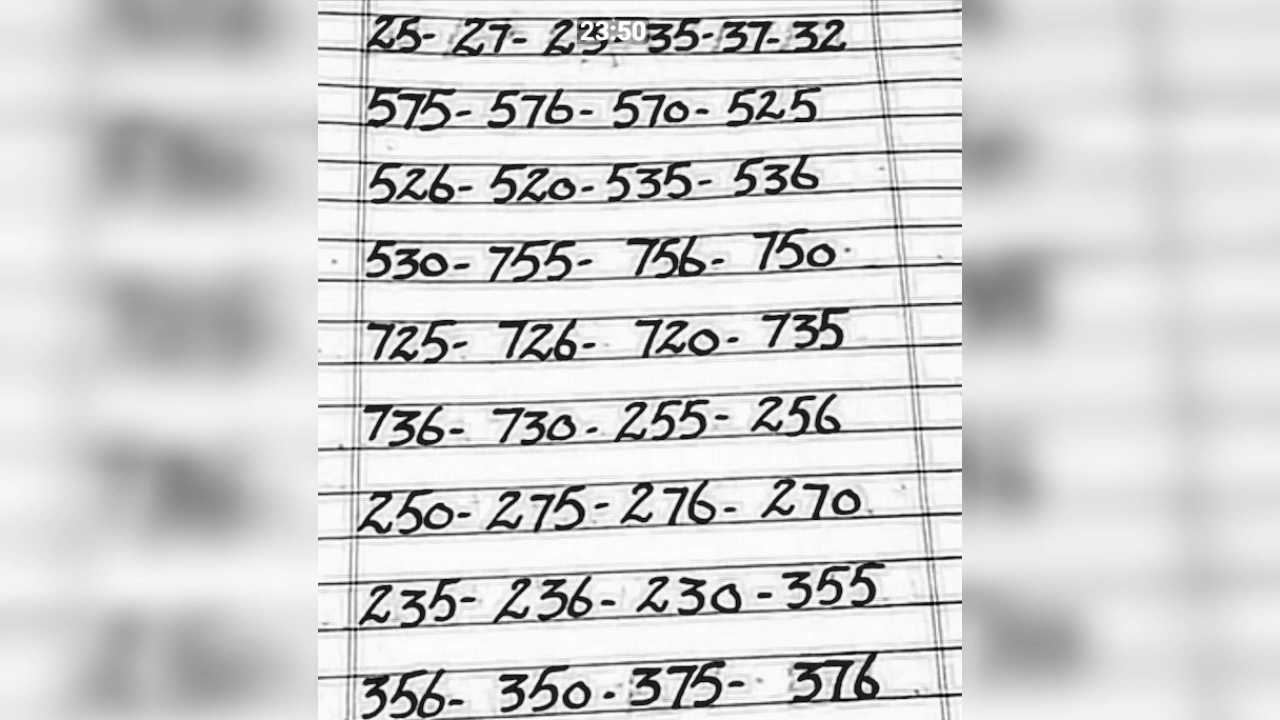 25- 27- 23- 35-37-32
23:50
575- 576- 570- 525
526- 520- 535- 536
530- 755- 756- 750
725- 726- 720- 735
736- 730- 255- 256
250- 275- 276- 270
235- 236- 230 - 355
356- 350 - 375- 376